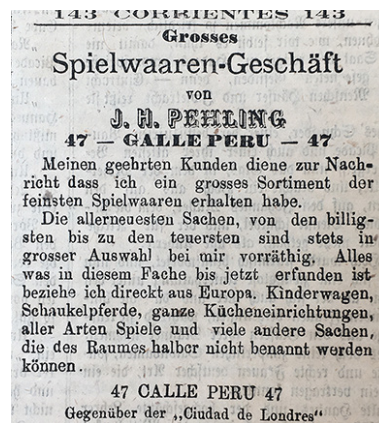 143 CORRIENTES 143
Grosses
Spielwaaren-Geschäft
von
J. H. PEHLING
47 — GALLE PERU — 47
Meinen geehrten Kunden diene zur Nach-
richt dass ich ein grosses Sortiment der
feinsten Spielwaaren erhalten habe.
Die allerneuesten Sachen, von den billig-
sten bis zu den teuersten sind stets in
grosser Auswahl bei mir vorräthig. Alles
was in diesem Fache bis jetzt erfunden ist
beziehe ich direkt aus Europa. Kinderwagen,
Schaukelpferde, ganze Kücheneinrichtungen,
aller Arten Spiele und viele andere Sachen,
die des Raumes halber nicht benannt werden
können.
47 CALLE PERU 47
Gegenüber der „Ciudad de Londres"